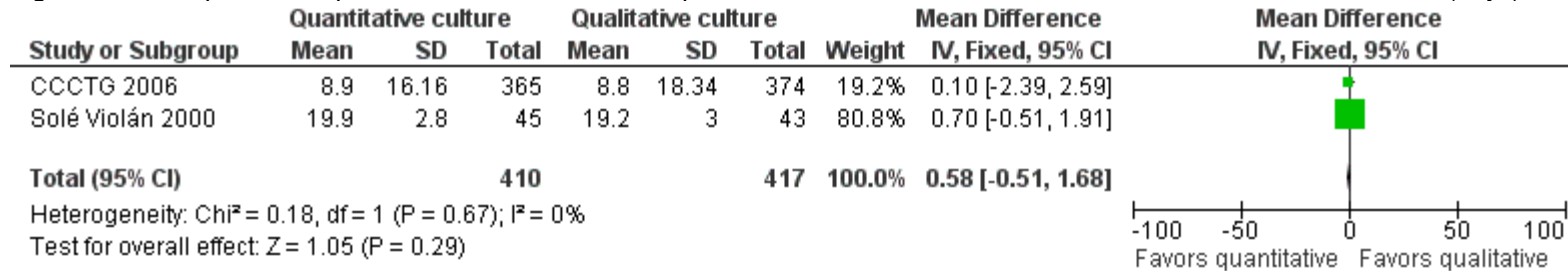 Quantitative culture Qualitative culture Mean Difference Mean Difference
Study or Subgroup Mean SD Total Mean SD Total Weight IV, Fixed, 95% CI IV, Fixed, 95% CI
CCCTG 2006 8.9 16.16 365 8.8 18.34 374 19.2% 0.10 [-2.39, 2.59]
Solé Violán 2000 19.9 2.8 45 19.2 3 43 80.8% 0.70 [-0.51, 1.91]
Total (95% CI) 410 417 100.0% 0.58 [-0.51, 1.68]
Heterogeneity: Chi² = 0.18, df = 1 (P = 0.67); I² = 0%
Test for overall effect: Z = 1.05 (P = 0.29)
-100 -50 0 50 100
Favors quantitative Favors qualitative